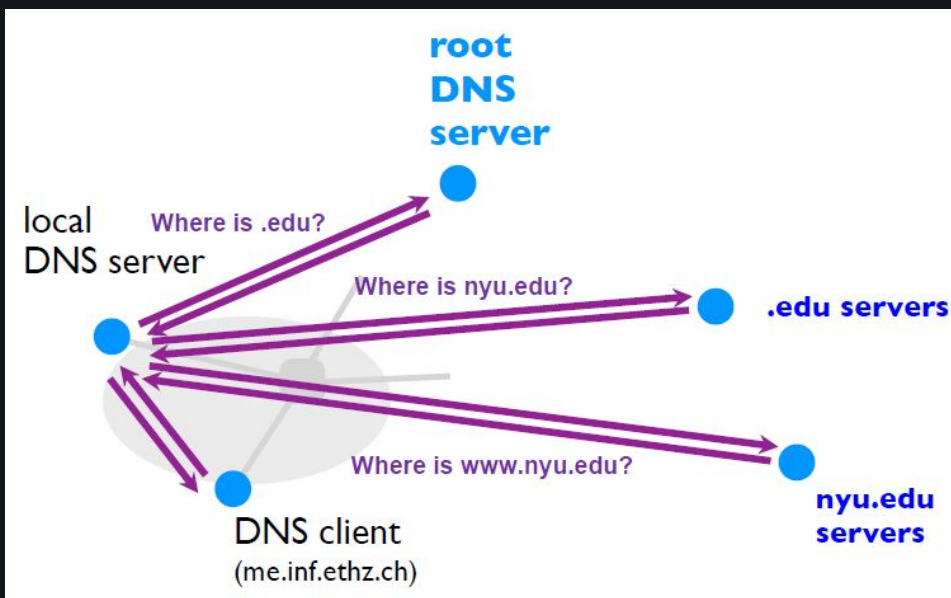 root
DNS
server
local
DNS server
Where is .edu?
Where is nyu.edu?
.edu servers
Where is www.nyu.edu?
nyu.edu
servers
DNS client
(me.inf.ethz.ch)